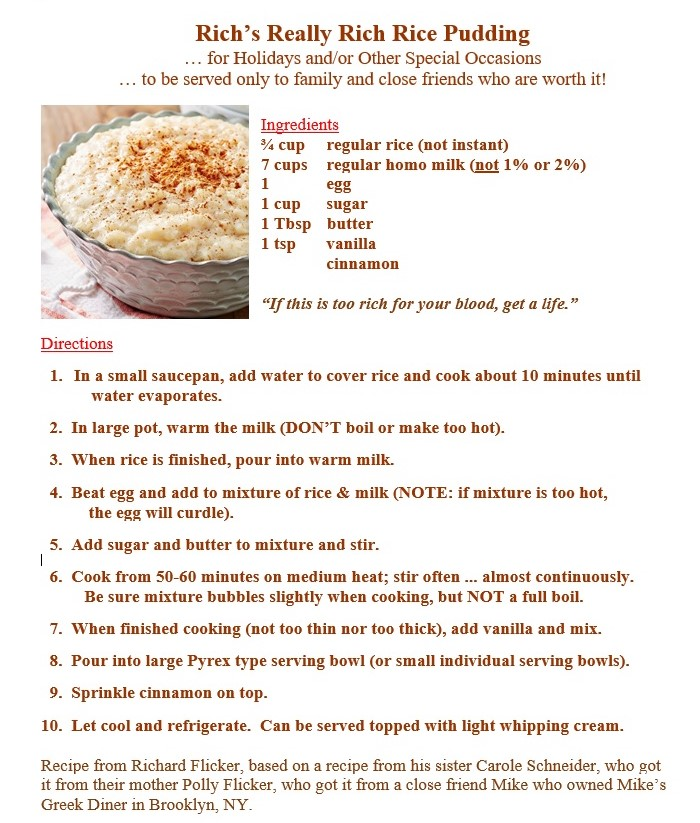 Rich’s Really Rich Rice Pudding
… for Holidays and/or Other Special Occasions
… to be served only to family and close friends who are worth it!
Ingredients
¾ cup regular rice (not instant)
7 cups regular homo milk (not 1% or 2%)
1 egg
1 cup sugar
1 Tbsp butter
1 tsp vanilla
cinnamon
“If this is too rich for your blood, get a life.”
Directions
1. In a small saucepan, add water to cover rice and cook about 10 minutes until
water evaporates.
2. In large pot, warm the milk (DON’T boil or make too hot).
3. When rice is finished, pour into warm milk.
4. Beat egg and add to mixture of rice & milk (NOTE: if mixture is too hot,
the egg will curdle).
5. Add sugar and butter to mixture and stir.
6. Cook from 50-60 minutes on medium heat; stir often ... almost continuously.
Be sure mixture bubbles slightly when cooking, but NOT a full boil.
7. When finished cooking (not too thin nor too thick), add vanilla and mix.
8. Pour into large Pyrex type serving bowl (or small individual serving bowls).
9. Sprinkle cinnamon on top.
10. Let cool and refrigerate. Can be served topped with light whipping cream.
Recipe from Richard Flicker, based on a recipe from his sister Carole Schneider, who got
it from their mother Polly Flicker, who got it from a close friend Mike who owned Mike’s
Greek Diner in Brooklyn, NY.